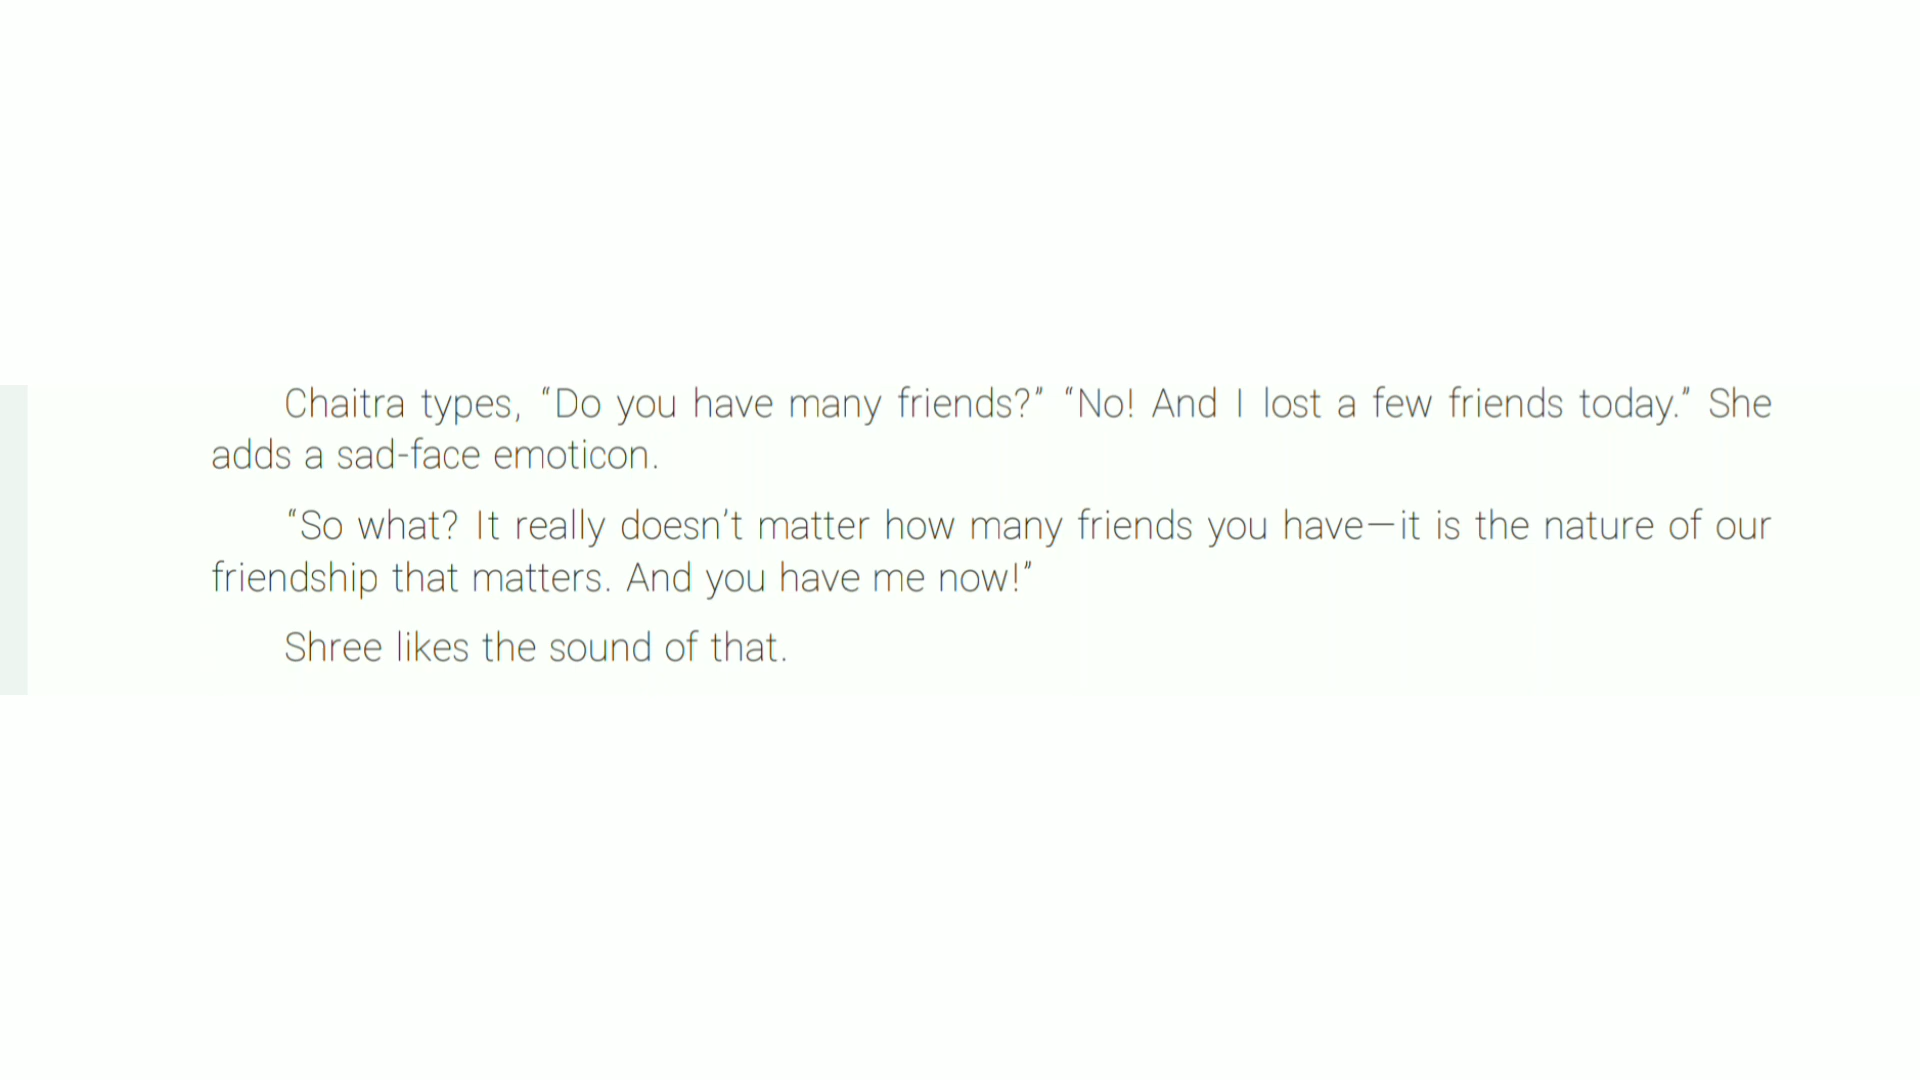 Chaitra types, “Do you have many friends?” “No! And I lost a few friends today.” She
adds a sad-face emoticon.
“So what? It really doesn’t matter how many friends you have—it is the nature of our
friendship that matters. And you have me now!”
Shree likes the sound of that.